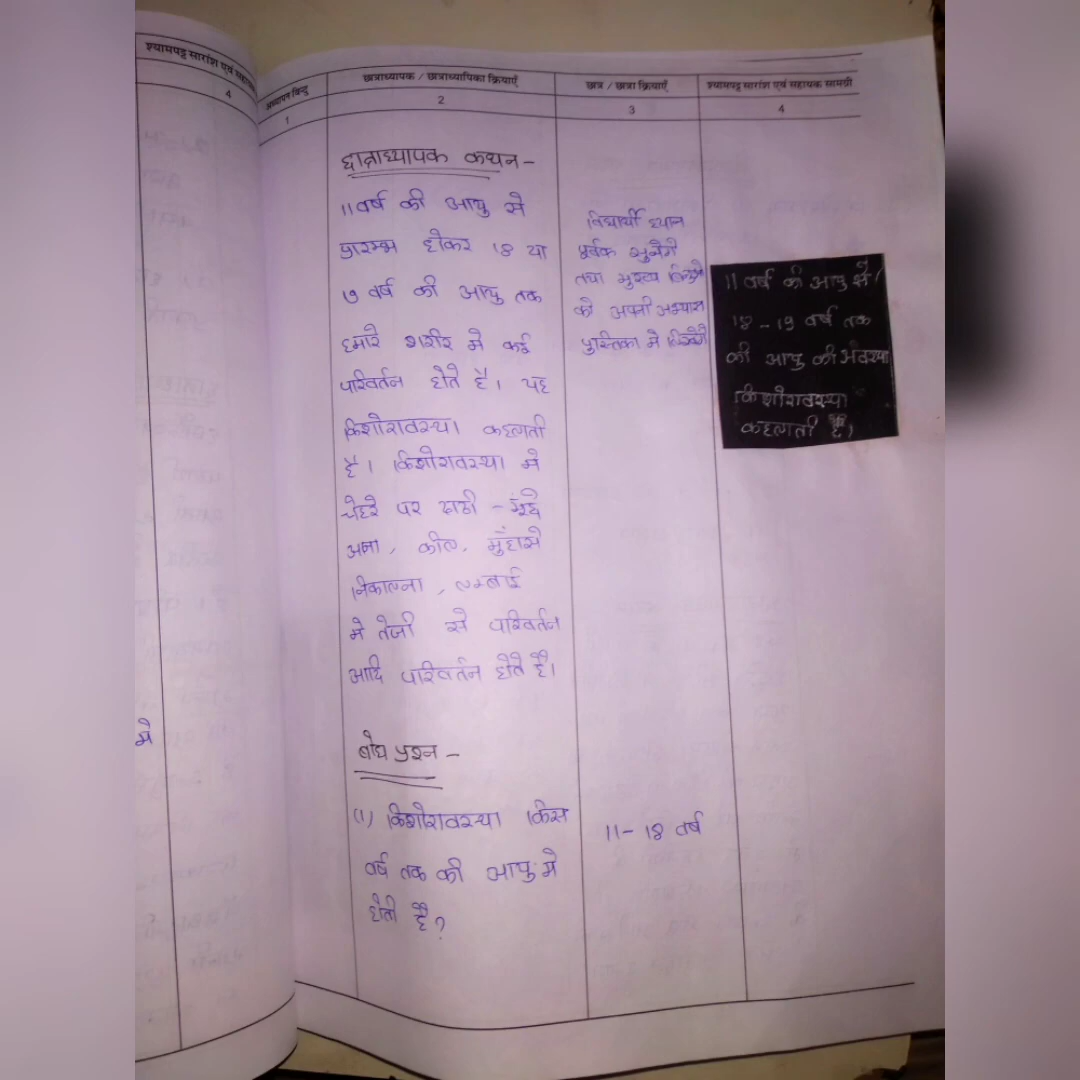 श्यामपट्ट सारांश एवं सहा
4
अध्यापन बिन्दु
छात्राध्यापक / छात्राध्यापिका क्रियाएँ
छात्र / छात्रा क्रियाएँ
श्यामपट्ट सारांश एवं सहायक सामग्री
1
2
3
4
छात्राध्यापक कथन -
11 वर्ष की आयु से
प्रारम्भ होकर 18 या
वर्ष की आयु तक
हमारे शरीर मे कई
परिवर्तन होते है। यह
किशोरावस्था कहलाती
है। किशोरावस्था मे
चेहरे पर दाढी - मूंछे
आना, कील, मुँहासे
निकालना, लम्बाई
मे तेजी से परिवर्तन
आदि परिवर्तन होते है।
बोध प्रश्न -
(1) किशोरावस्था किस
वर्ष तक की आयु मे
होती है?
विद्यार्थी ध्यान
पूर्वक सुनेगे
तथा मुख्य
को अपनी अभ्यास
पुस्तिका मे लिखेगे
11 - 18 वर्ष
11 वर्ष की आयु से
18 - 19 वर्ष तक
की आयु की अवस्था
किशोरावस्था
कहलाती है।
मे